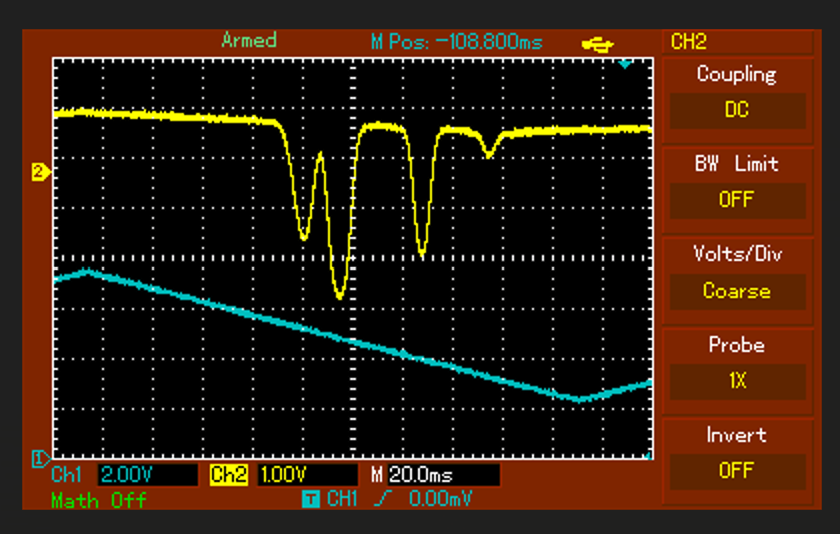 Armed M Pos: -108.800ms CH2
Coupling
DC
2
BW Limit
OFF
Volts/Div
Coarse
Probe
1X
Invert
OFF
1
Ch1 2.00V Ch2 1.00V M 20.0ms
Math Off T CH1 0.00mV